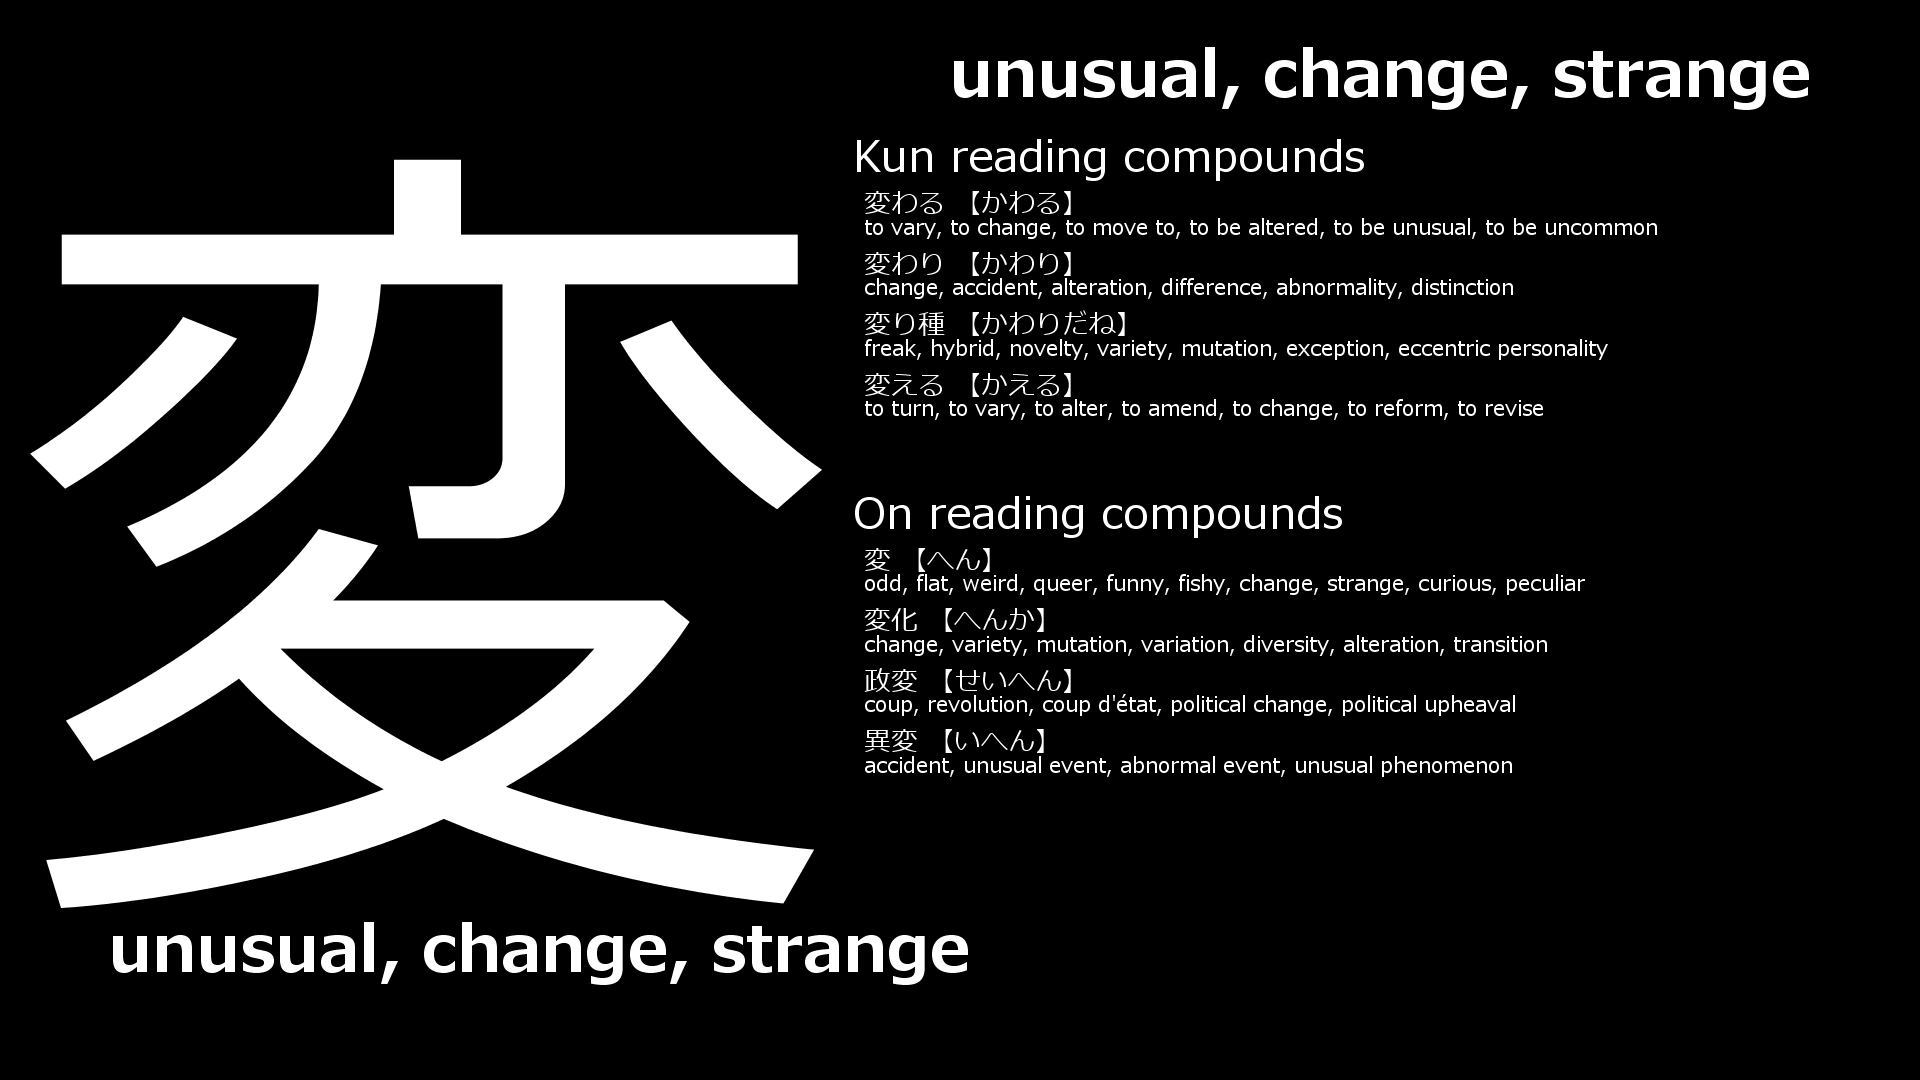 変
unusual, change, strange
unusual, change, strange
Kun reading compounds
変わる 【かわる】
to vary, to change, to move to, to be altered, to be unusual, to be uncommon
変わり 【かわり】
change, accident, alteration, difference, abnormality, distinction
変り種 【かわりだね】
freak, hybrid, novelty, variety, mutation, exception, eccentric personality
変える 【かえる】
to turn, to vary, to alter, to amend, to change, to reform, to revise
On reading compounds
変 【へん】
odd, flat, weird, queer, funny, fishy, change, strange, curious, peculiar
変化 【へんか】
change, variety, mutation, variation, diversity, alteration, transition
政変 【せいへん】
coup, revolution, coup d'état, political change, political upheaval
異変 【いへん】
accident, unusual event, abnormal event, unusual phenomenon